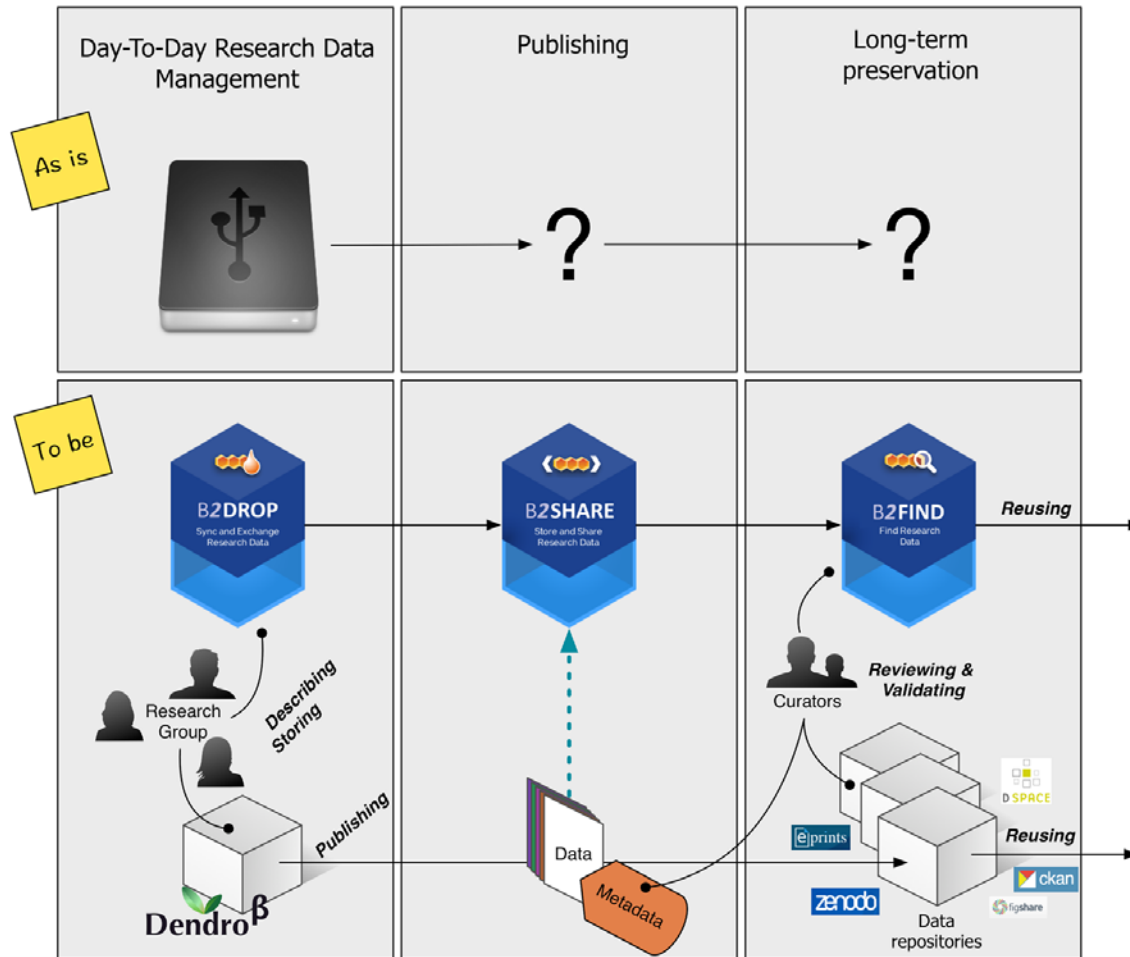 Day-To-Day Research Data
Management
Publishing
Long-term
preservation
As is
?
?
To be
B2DROP
Sync and Exchange
Research Data
B2SHARE
Store and Share
Research Data
B2FIND
Find Research
Data
Reusing
Research
Group
Describing
Storing
Curators
Reviewing &
Validating
D SPACE
Publishing
Data
eprints
Reusing
Metadata
zenodo
ckan
figshare
Dendro β
Data
repositories